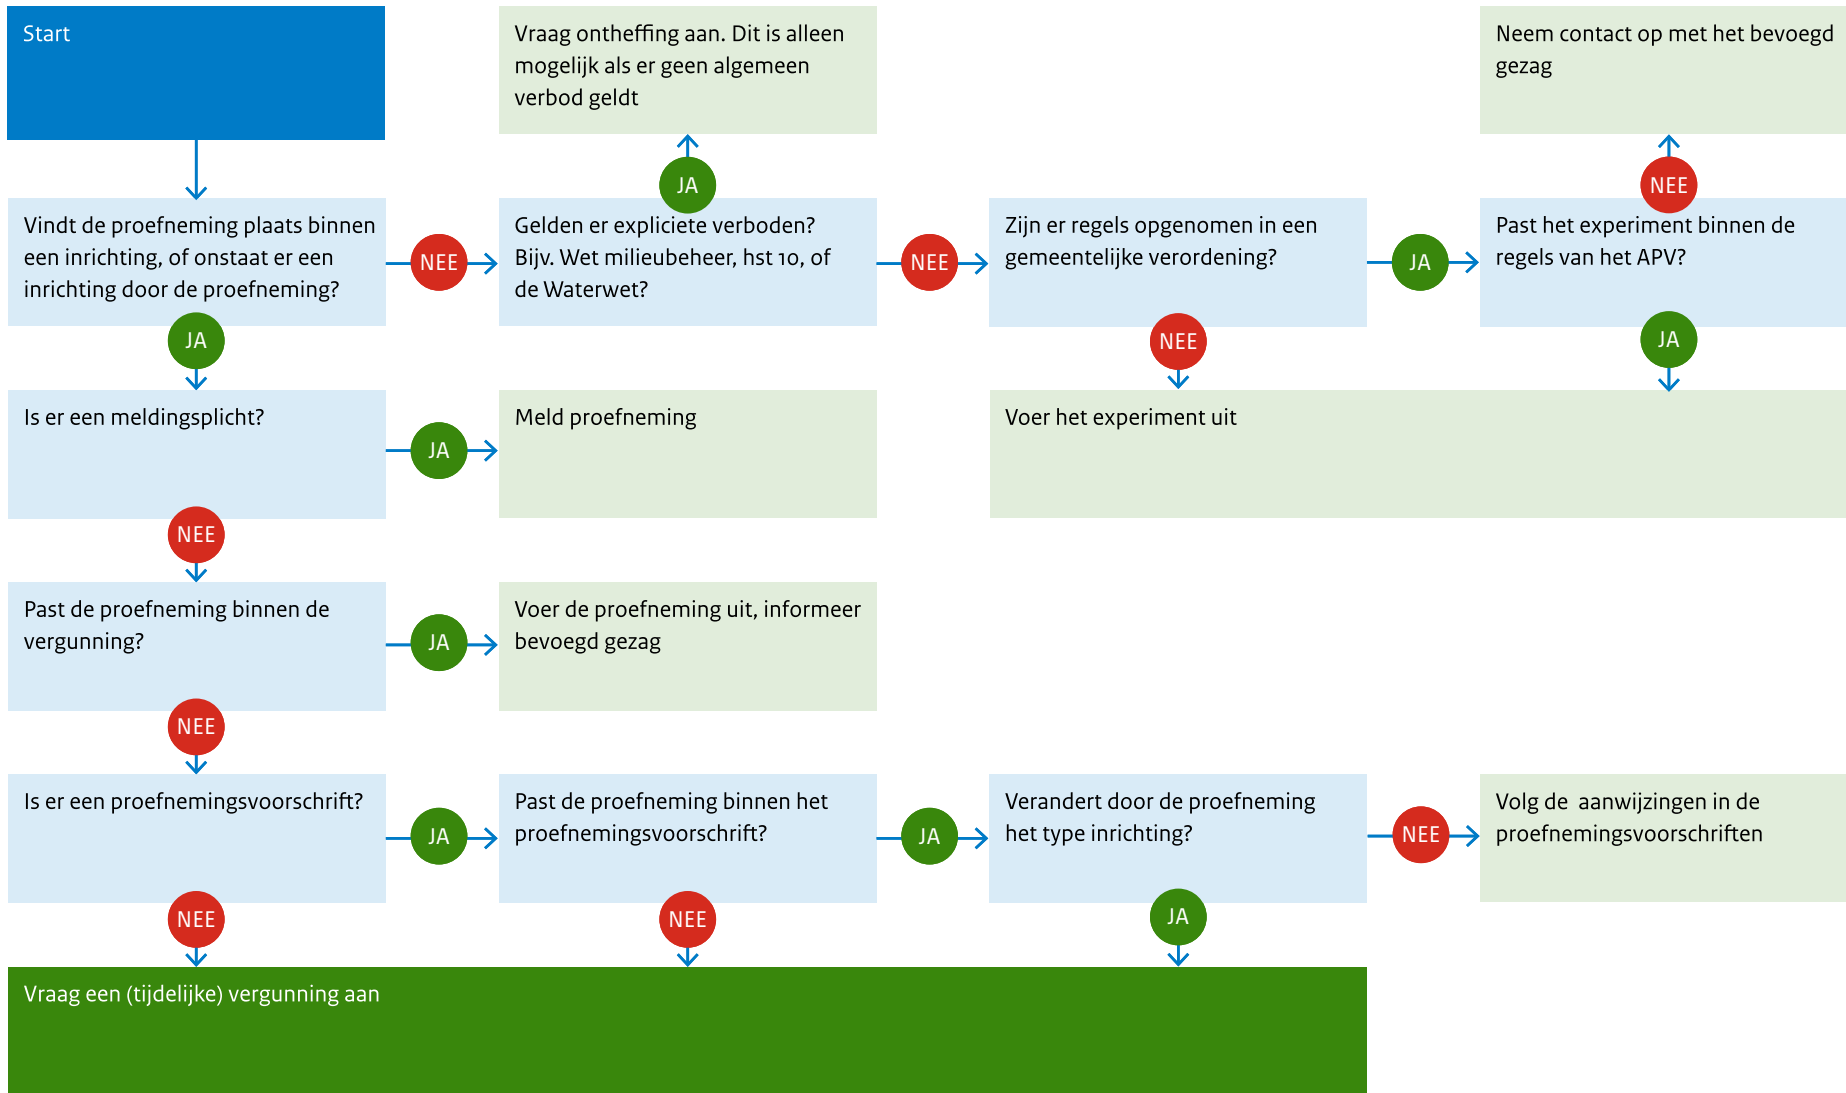 Start
Vraag ontheffing aan. Dit is alleen
mogelijk als er geen algemeen
verbod geldt
Neem contact op met het bevoegd
gezag
JA
NEE
Vindt de proefneming plaats binnen
een inrichting, of onstaat er een
inrichting door de proefneming?
NEE
Gelden er expliciete verboden?
Bijv. Wet milieubeheer, hst 10, of
de Waterwet?
NEE
Zijn er regels opgenomen in een
gemeentelijke verordening?
JA
Past het experiment binnen de
regels van het APV?
JA
NEE
JA
Is er een meldingsplicht?
JA
Meld proefneming
Voer het experiment uit
NEE
Past de proefneming binnen de
vergunning?
JA
Voer de proefneming uit, informeer
bevoegd gezag
NEE
Is er een proefnemingsvoorschrift?
JA
Past de proefneming binnen het
proefnemingsvoorschrift?
JA
Verandert door de proefneming
het type inrichting?
NEE
Volg de  aanwijzingen in de
proefnemingsvoorschriften
NEE
NEE
JA
Vraag een (tijdelijke) vergunning aan